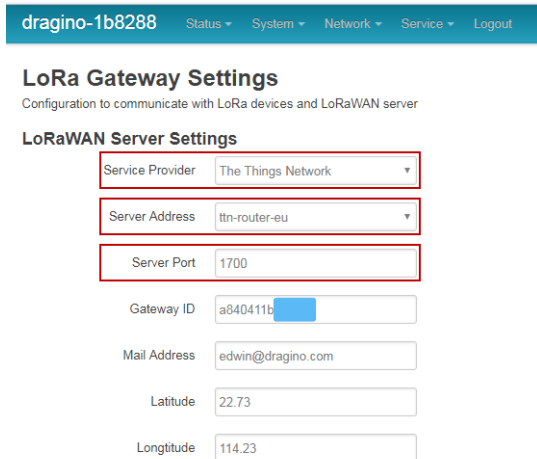 dragino-1b8288 Status System Network Service Logout
LoRa Gateway Settings
Configuration to communicate with LoRa devices and LoRaWAN server
LoRaWAN Server Settings
Service Provider The Things Network
Server Address ttn-router-eu
Server Port 1700
Gateway ID a840411b
Mail Address edwin@dragino.com
Latitude 22.73
Longtitude 114.23